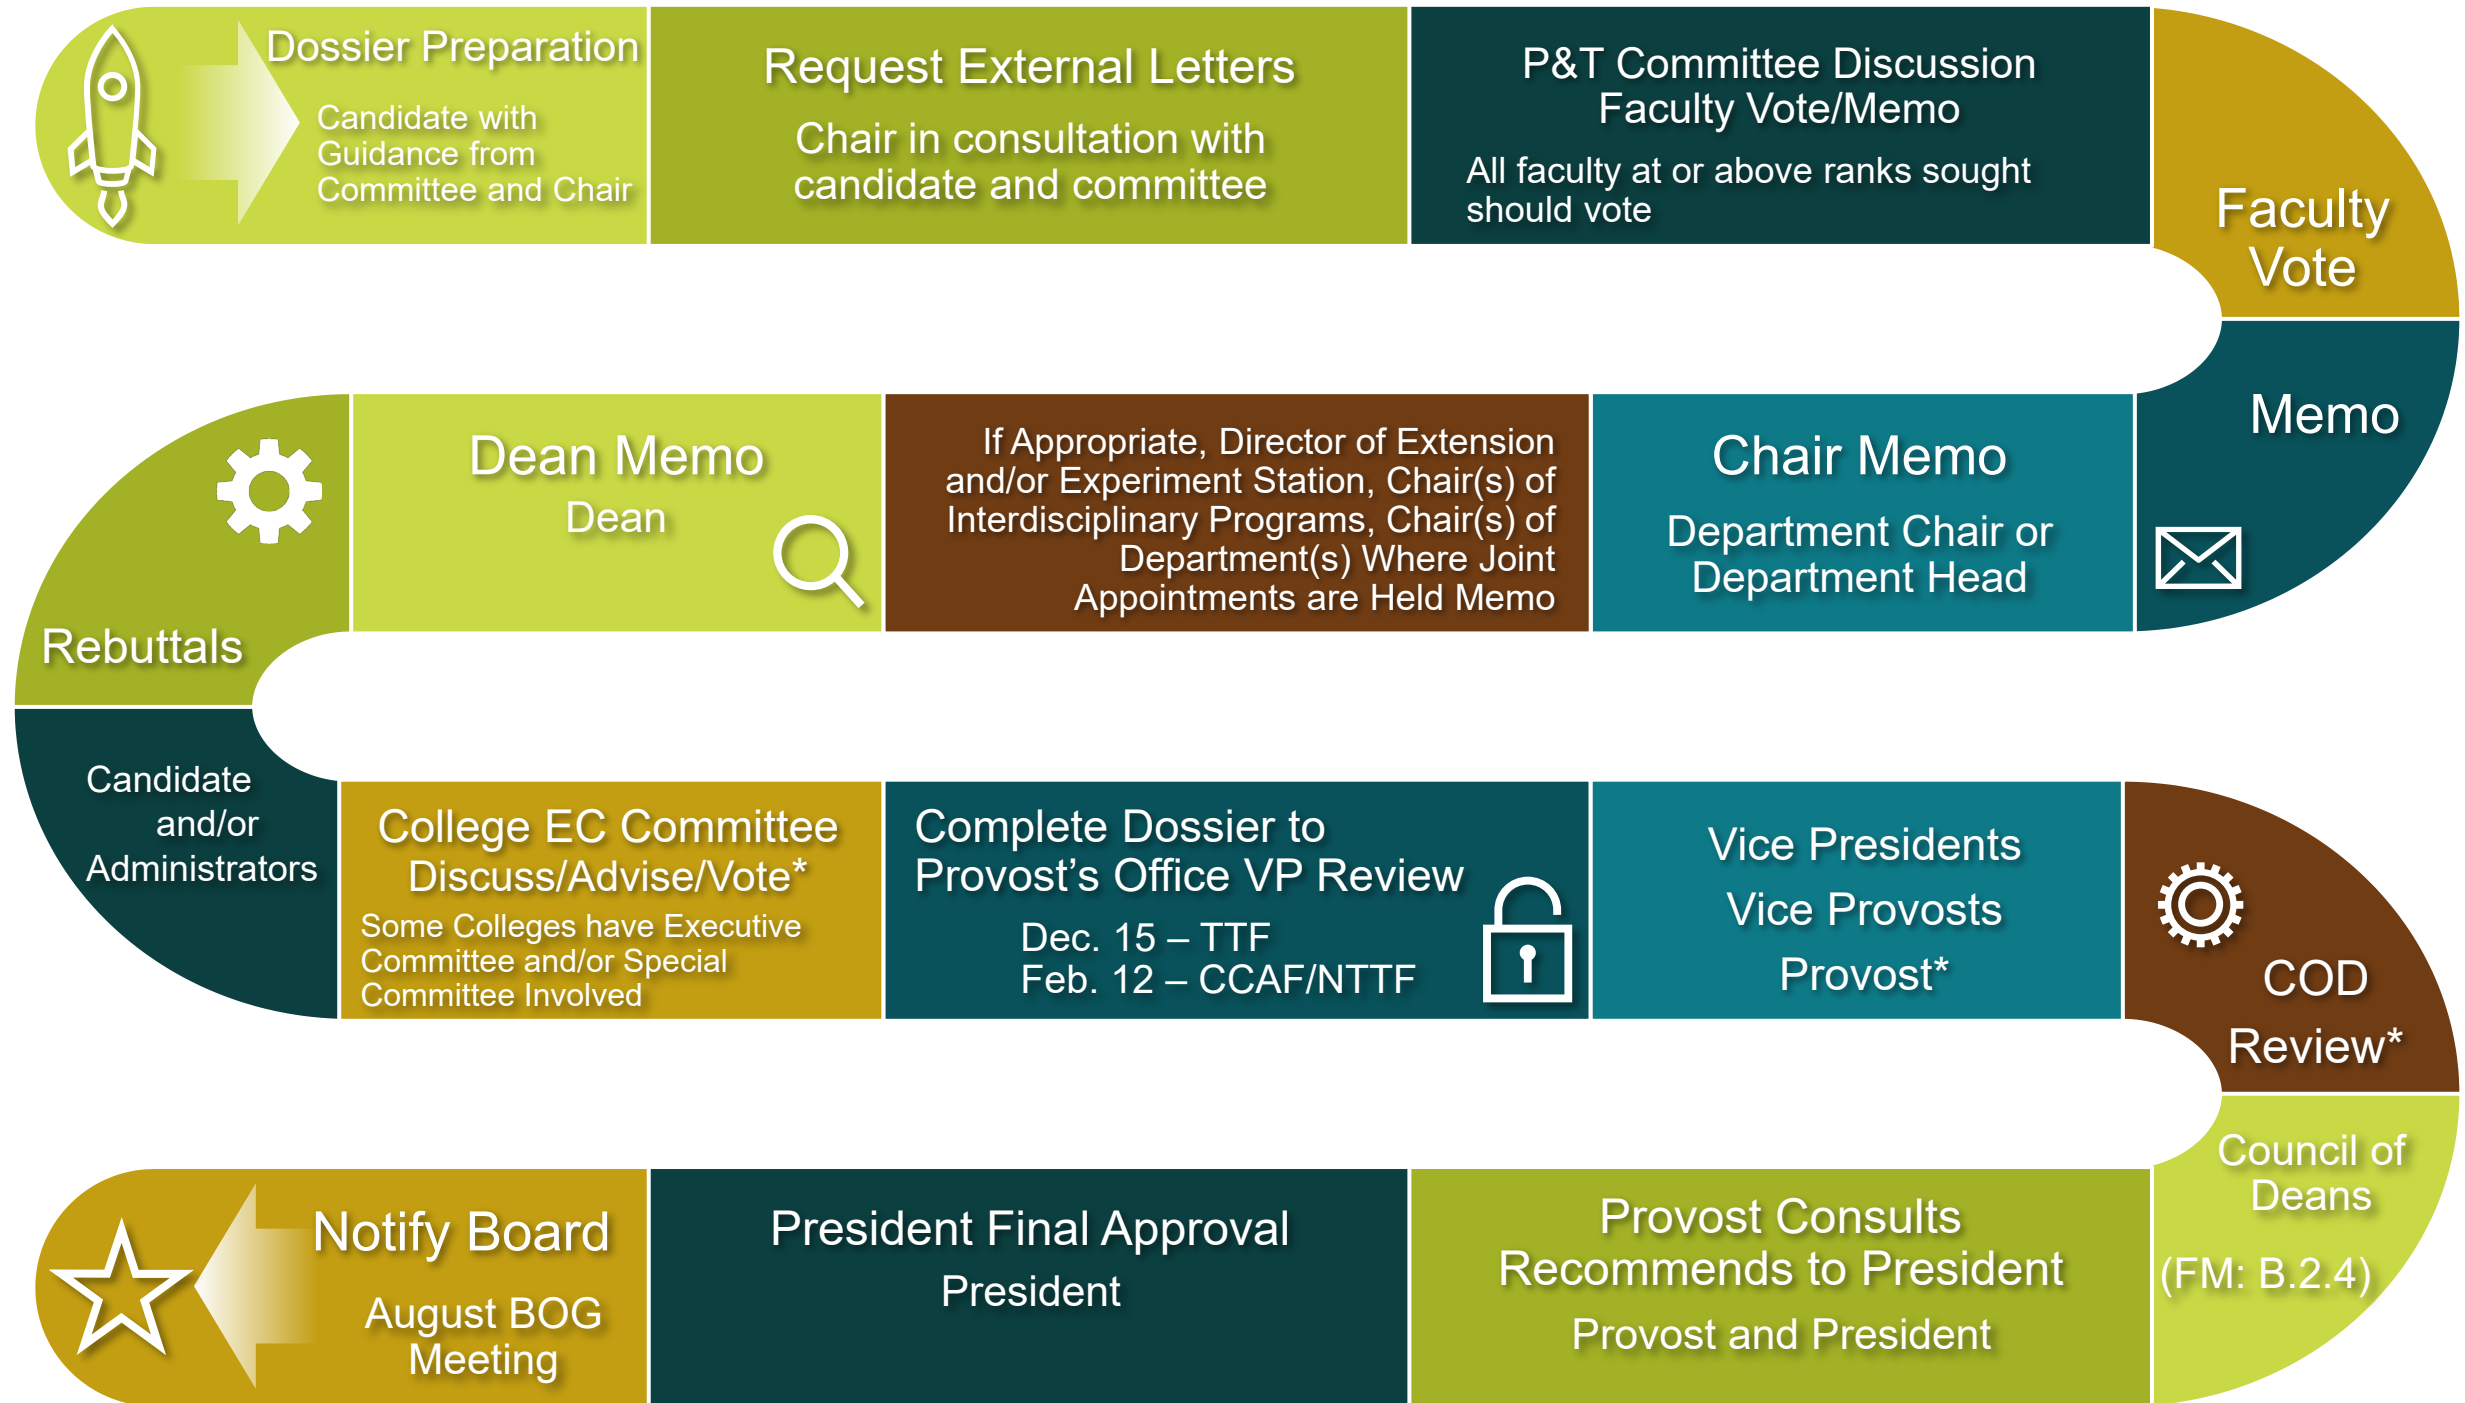 Dossier Preparation
Candidate with
Guidance from
Committee and Chair
Request External Letters
Chair in consultation with
candidate and committee
P&T Committee Discussion
Faculty Vote/Memo
All faculty at or above ranks sought
should vote
Faculty
Vote
Memo
Chair Memo
Department Chair or
Department Head
If Appropriate, Director of Extension
and/or Experiment Station, Chair(s) of
Interdisciplinary Programs, Chair(s) of
Department(s) Where Joint
Appointments are Held Memo
Dean Memo
Dean
Rebuttals
Candidate
and/or
Administrators
College EC Committee
Discuss/Advise/Vote*
Some Colleges have Executive
Committee and/or Special
Committee Involved
Complete Dossier to
Provost’s Office VP Review
Dec. 15 – TTF
Feb. 12 – CCAF/NTTF
Vice Presidents
Vice Provosts
Provost*
COD
Review*
Council of
Deans
(FM: B.2.4)
Provost Consults
Recommends to President
Provost and President
President Final Approval
President
Notify Board
August BOG
Meeting